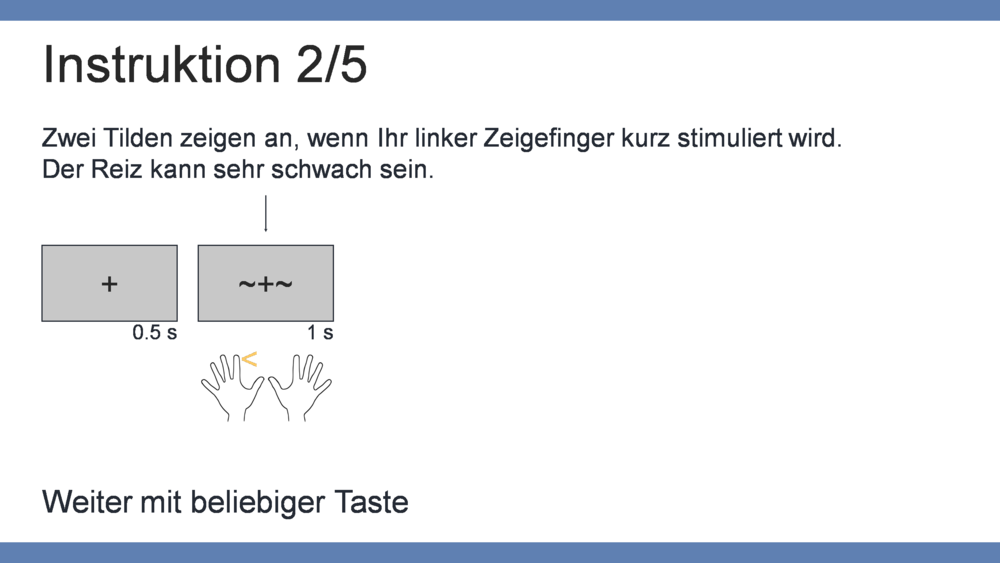 Instruktion 2/5
Zwei Tilden zeigen an, wenn Ihr linker Zeigefinger kurz stimuliert wird.
Der Reiz kann sehr schwach sein.
+
~+~
0.5 s
1 s
<
Weiter mit beliebiger Taste